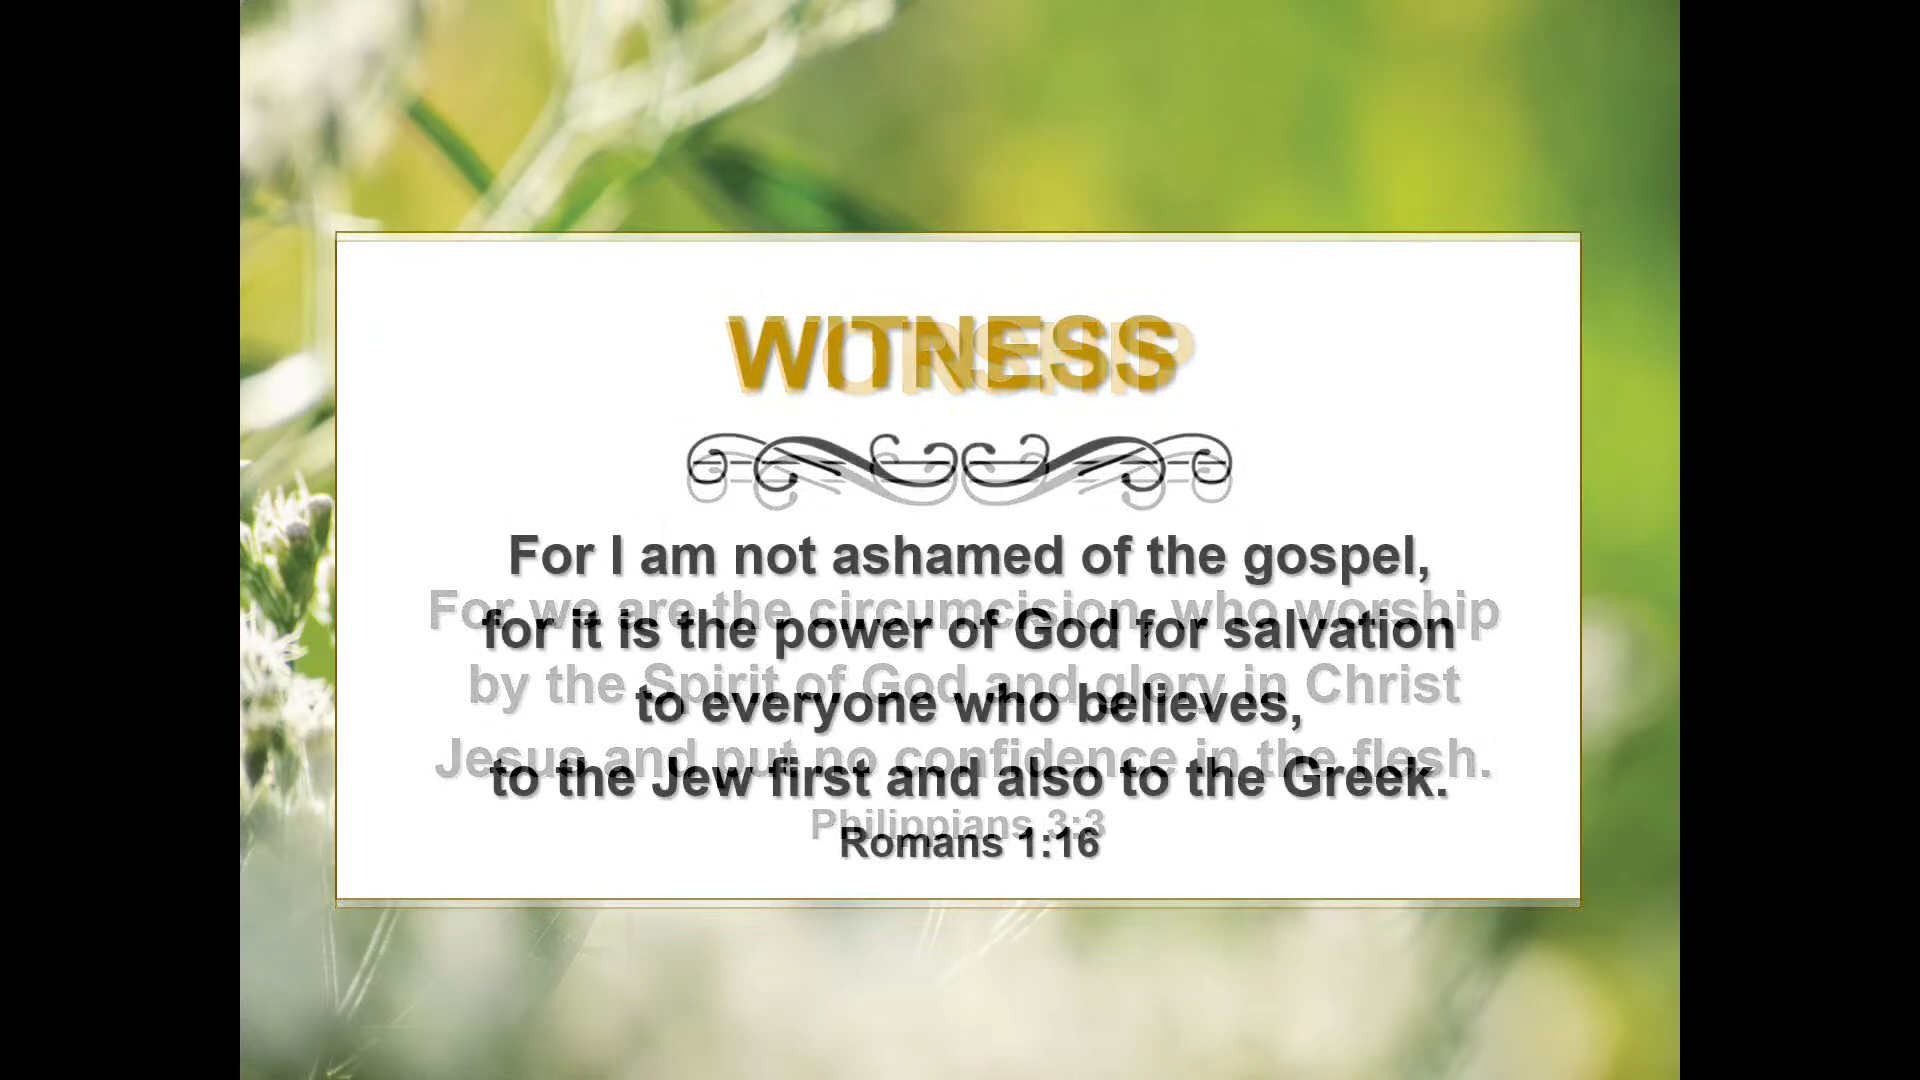 WITNESS
WORSHIP
For I am not ashamed of the gospel,
for it is the power of God for salvation
to everyone who believes,
to the Jew first and also to the Greek.
Romans 1:16
For we are the circumcision, who worship
by the Spirit of God and glory in Christ
Jesus and put no confidence in the flesh.
Philippians 3:3